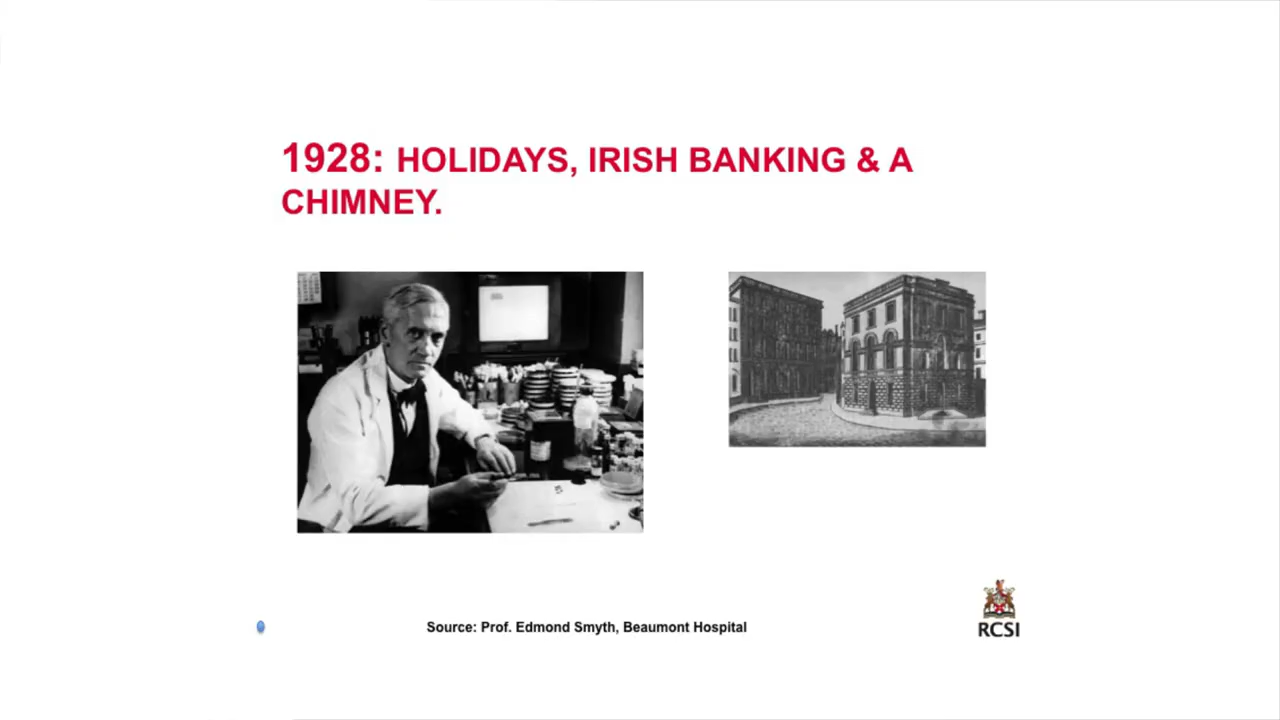 1928: HOLIDAYS, IRISH BANKING & A
CHIMNEY.
Source: Prof. Edmond Smyth, Beaumont Hospital
RCSI